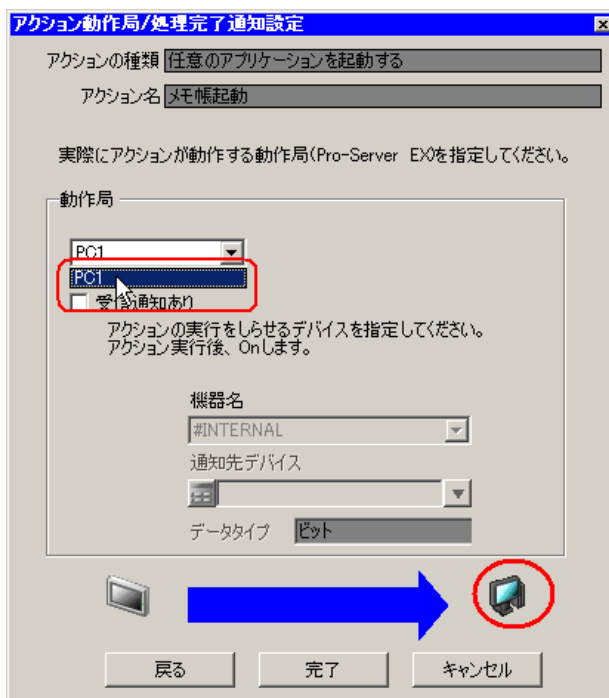 アクション動作局/処理完了通知設定
アクションの種類 任意のアプリケーションを起動する
アクション名 メモ帳起動
実際にアクションが動作する動作局(Pro-Server EX)を指定してください。
動作局
PC1
PC1
受信通知あり
アクションの実行をしらせるデバイスを指定してください。
アクション実行後、Onします。
機器名
#INTERNAL
通知先デバイス
データタイプ ビット
戻る 完了 キャンセル